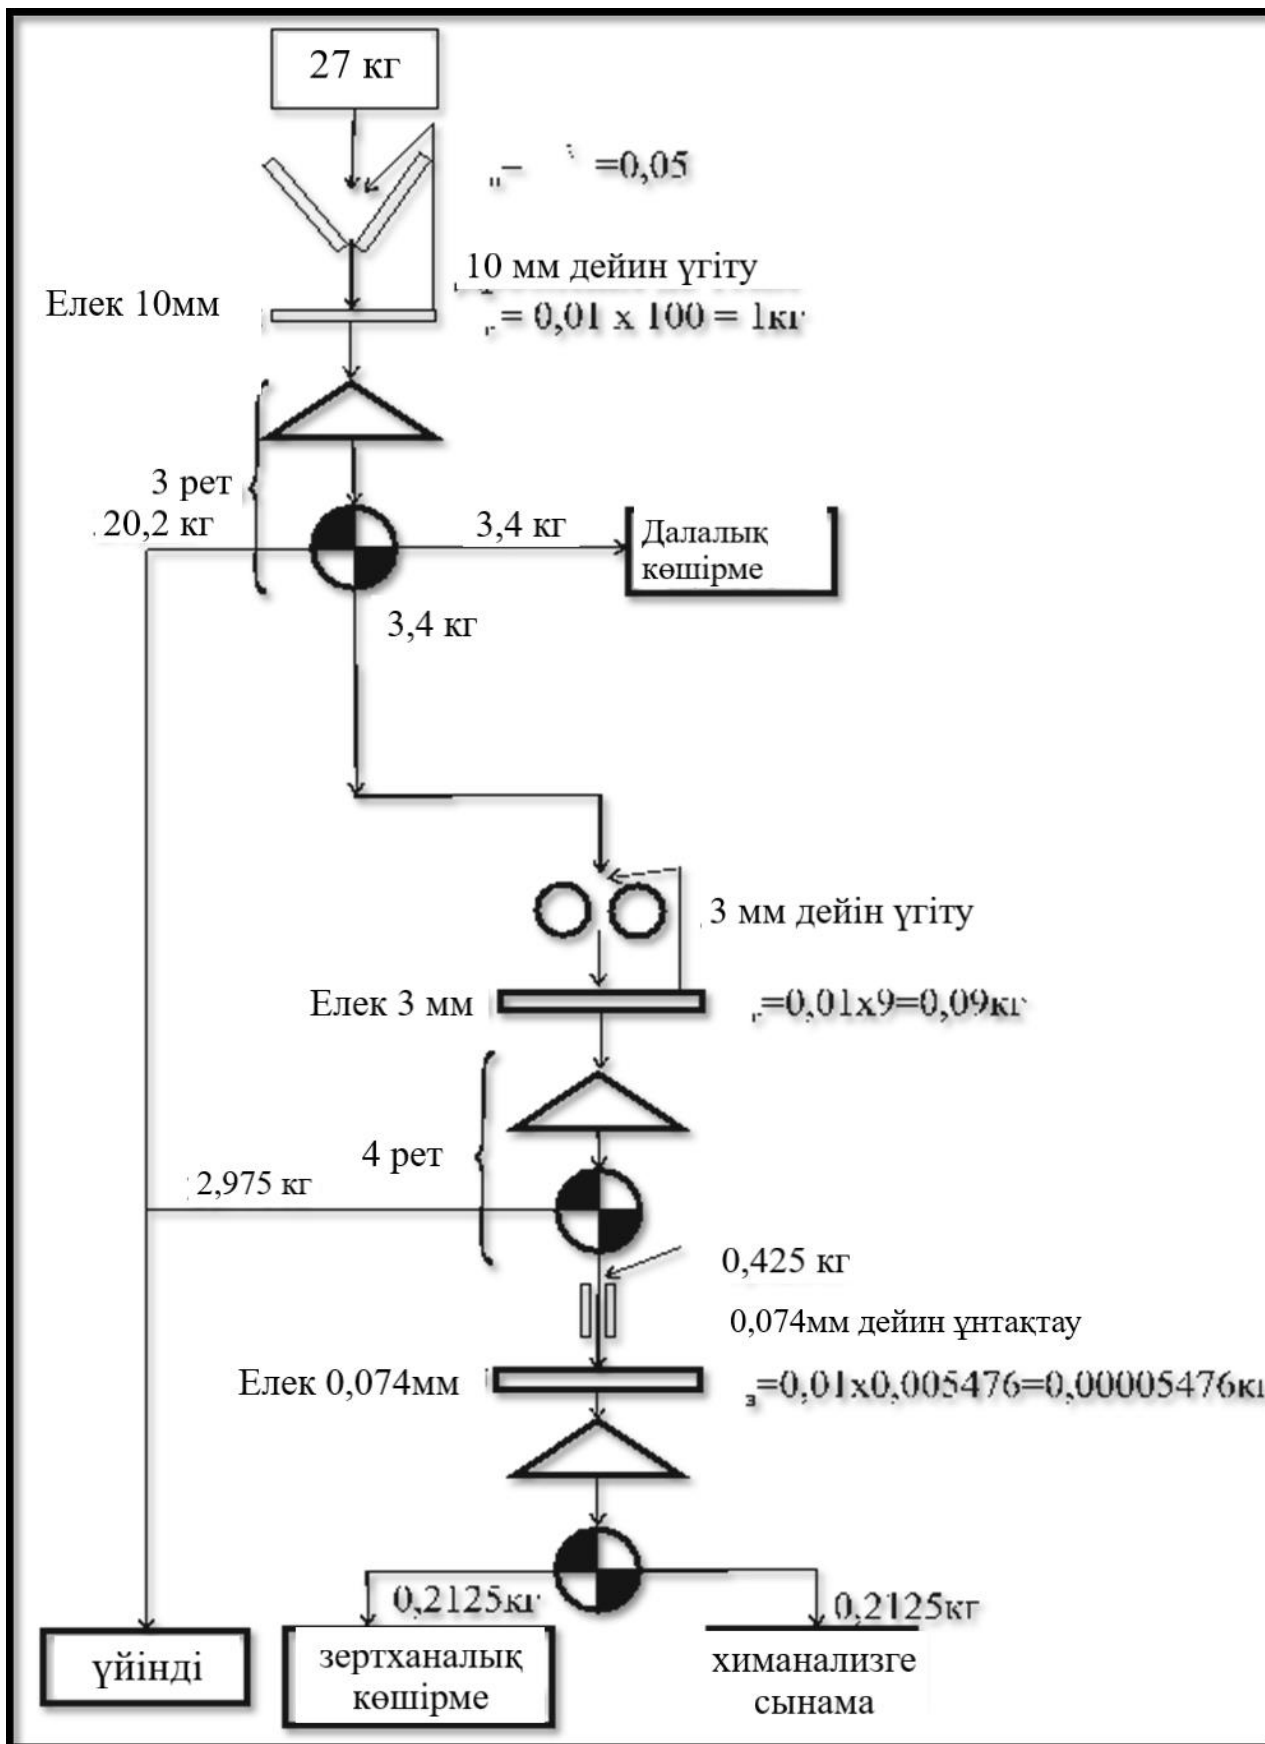 27 кг
=0,05
10 мм дейин үгіту
Елек 10мм
= 0,01 x 100 = 1кг
3 рет
20,2 кг
3,4 кг
Далалық
көшірме
3,4 кг
3 мм дейін үгіту
Елек 3 мм
=0,01x9=0,09кг
4 рет
2,975 кг
0,425 кг
0,074мм дейин ұнтақтау
Елек 0,074мм
=0,01x0,005476=0,00005476кг
0,2125кг
0,2125кг
үйінді
зертханалық
көшірме
химанализге
сынама